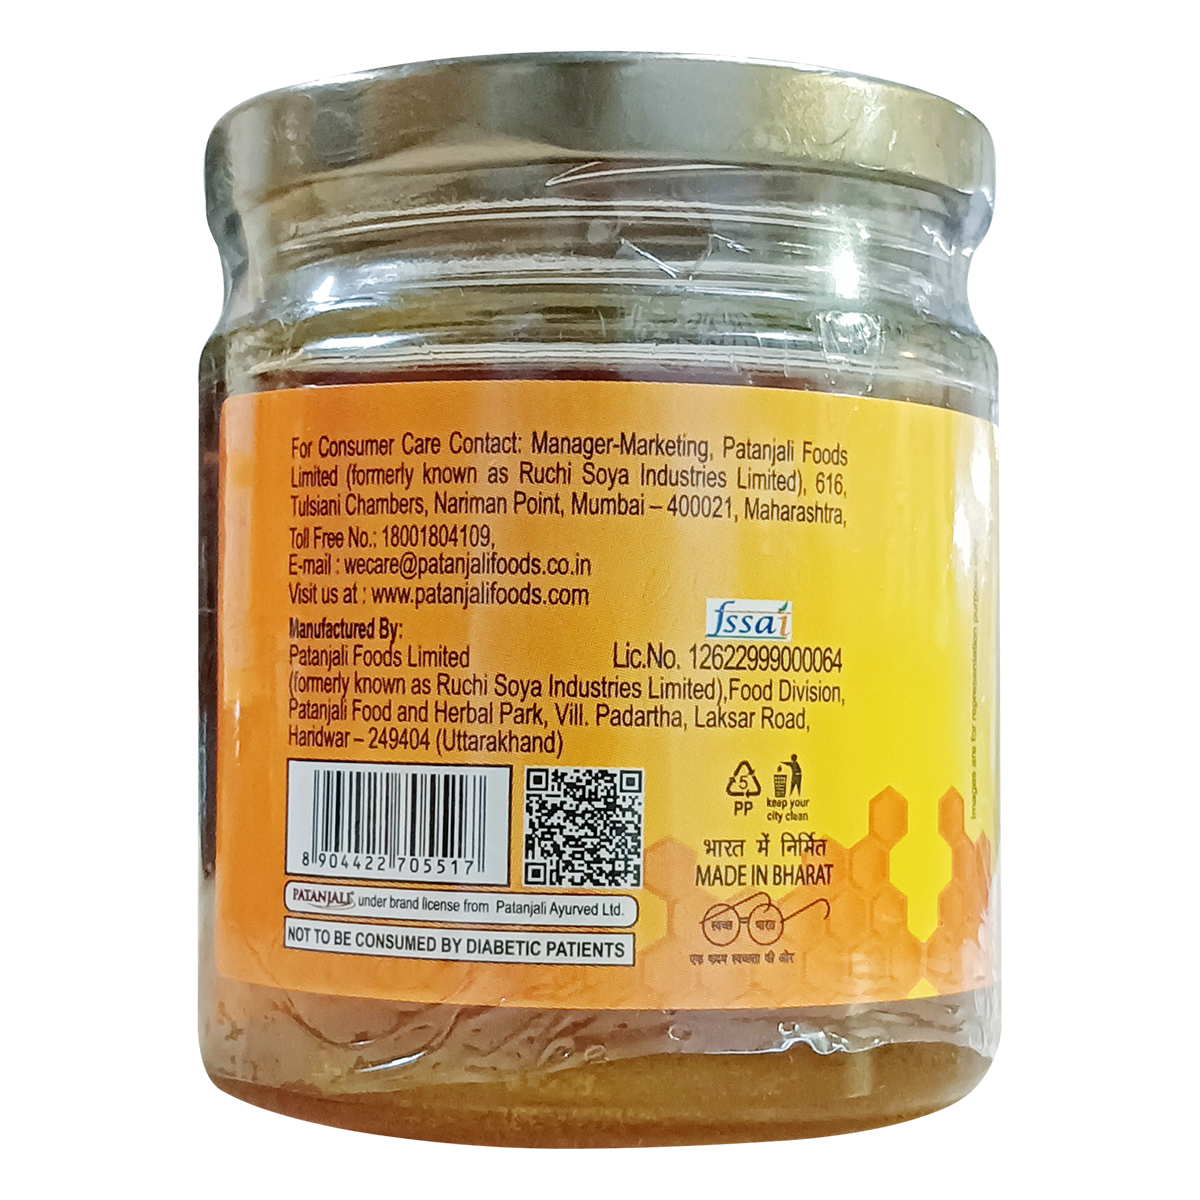 For Consumer Care Contact: Manager-Marketing, Patanjali Foods
Limited (formerly known as Ruchi Soya Industries Limited), 616,
Tulsiani Chambers, Nariman Point, Mumbai – 400021, Maharashtra,
Toll Free No.: 18001804109,
E-mail : wecare@patanjalifoods.co.in
Visit us at : www.patanjalifoods.com
fssai
Manufactured By:
Patanjali Foods Limited Lic.No. 12622999000064
(formerly known as Ruchi Soya Industries Limited),Food Division,
Patanjali Food and Herbal Park, Vill. Padartha, Laksar Road,
Haridwar – 249404 (Uttarakhand)
8 904422 705517
5
PP
keep your
city clean
भारत में निर्मित
MADE IN BHARAT
PATANJALI under brand license from Patanjali Ayurved Ltd.
NOT TO BE CONSUMED BY DIABETIC PATIENTS
स्वच्छ भारत
एक कदम स्वच्छता की ओर
Images are for representation purpose